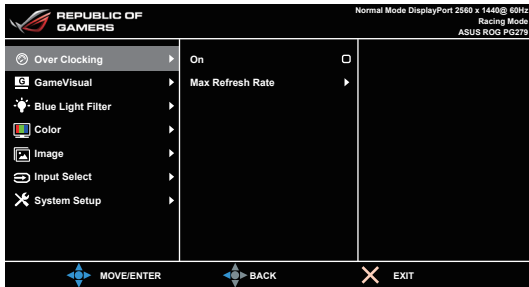 REPUBLIC OF
GAMERS
Normal Mode DisplayPort 2560 x 1440@ 60Hz
Racing Mode
ASUS ROG PG279
Over Clocking
On
G GameVisual
Max Refresh Rate
Blue Light Filter
Color
Image
Input Select
System Setup
MOVE/ENTER
BACK
EXIT